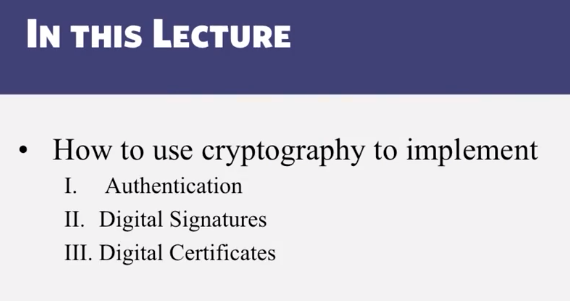 In this Lecture
• How to use cryptography to implement
I. Authentication
II. Digital Signatures
III. Digital Certificates